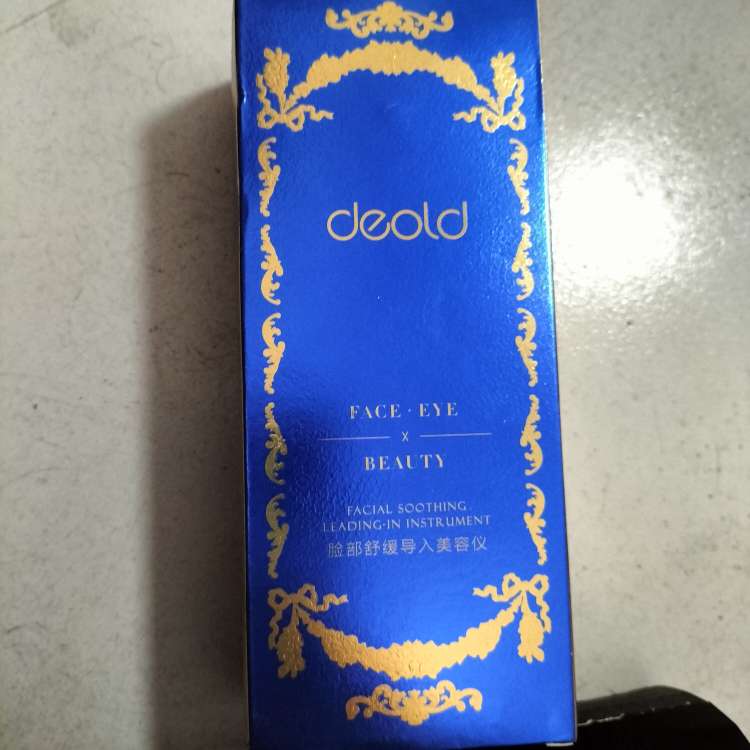 deold
FACE · EYE
X
BEAUTY
FACIAL SOOTHING
LEADING-IN INSTRUMENT
脸部舒缓导入美容仪